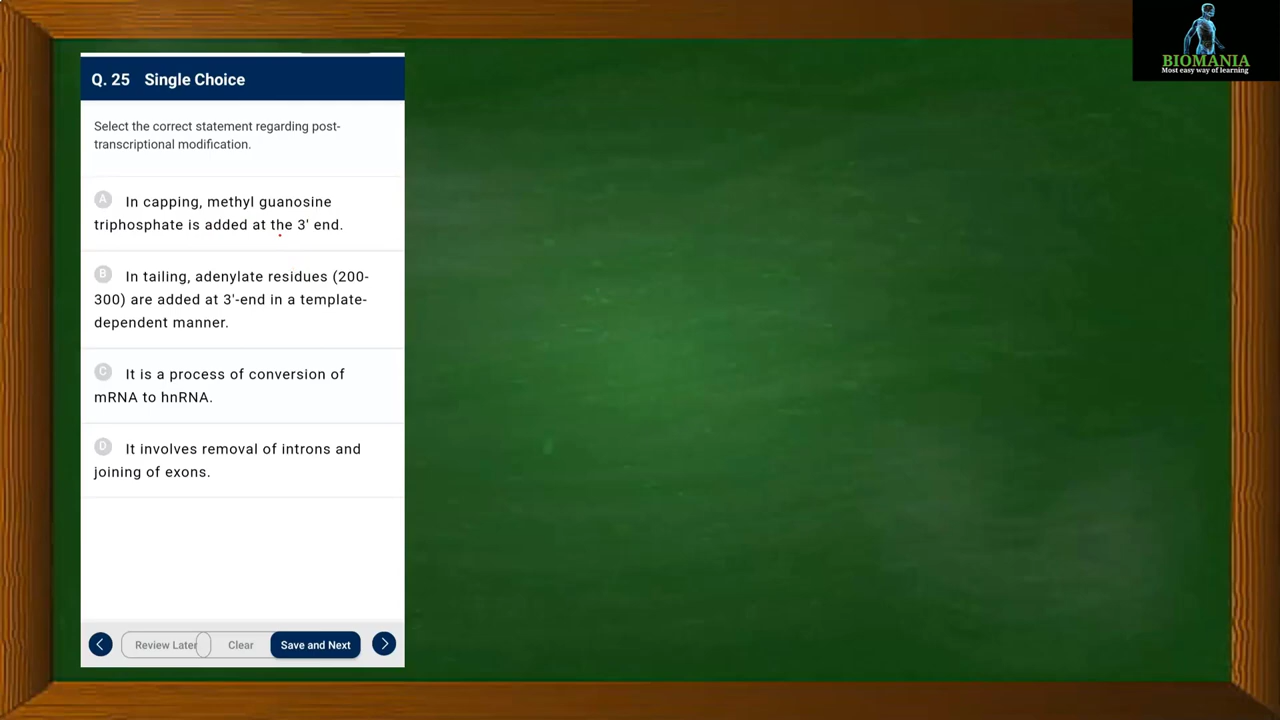 BIOMANIA
Most easy way of learning
Q. 25 Single Choice
Select the correct statement regarding post-
transcriptional modification.
A In capping, methyl guanosine
triphosphate is added at the 3' end.
B In tailing, adenylate residues (200-
300) are added at 3'-end in a template-
dependent manner.
C It is a process of conversion of
mRNA to hnRNA.
D It involves removal of introns and
joining of exons.
Review Later Clear Save and Next